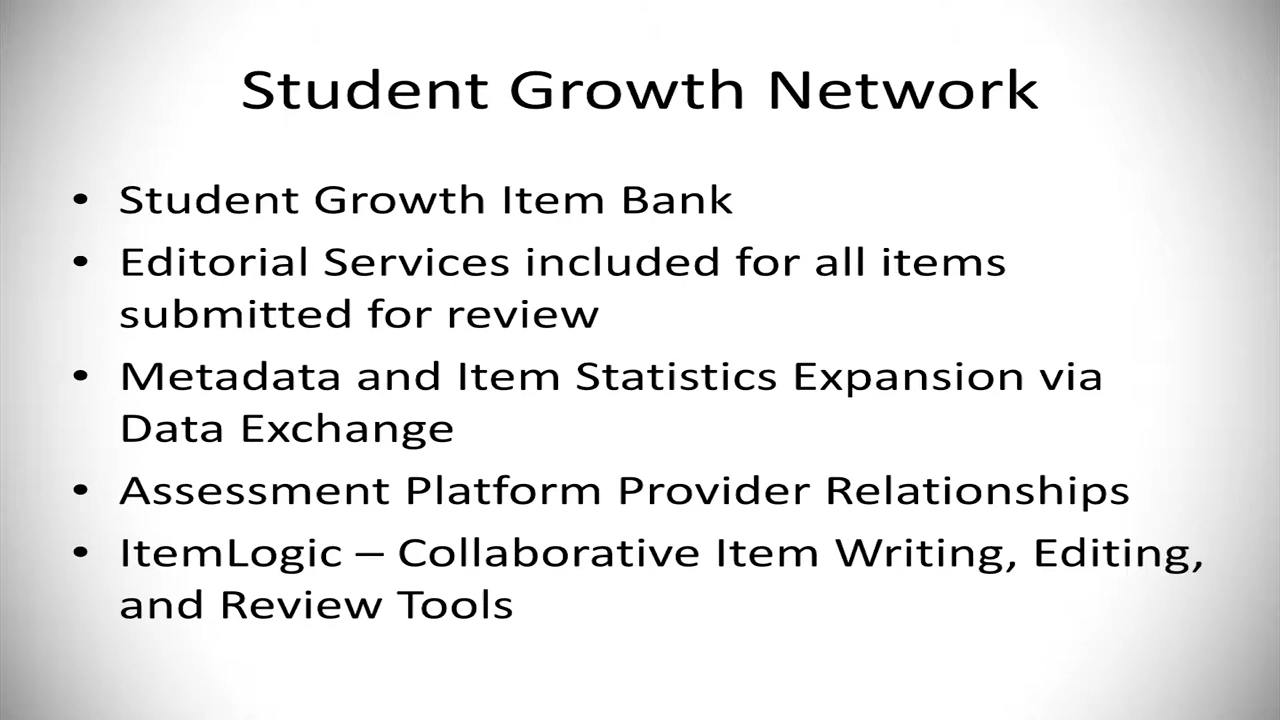 Student Growth Network
• Student Growth Item Bank
• Editorial Services included for all items
submitted for review
• Metadata and Item Statistics Expansion via
Data Exchange
• Assessment Platform Provider Relationships
• ItemLogic – Collaborative Item Writing, Editing,
and Review Tools